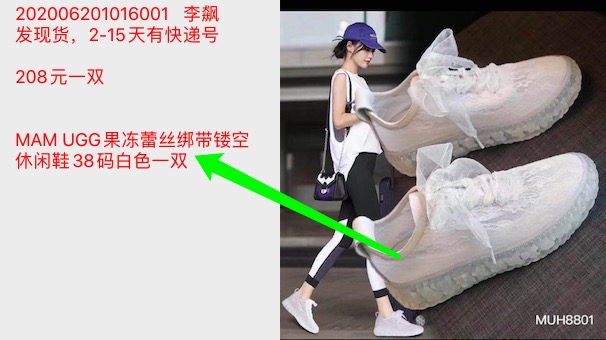 202006201016001 李飙
发现货，2-15天有快递号
208元一双
MAM UGG果冻蕾丝绑带镂空
休闲鞋38码白色一双
MUH8801